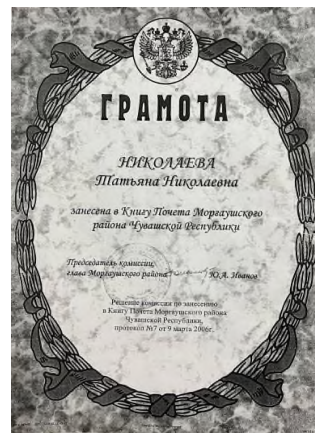 ГРАМОТА
НИКОЛАЕВА
Татьяна Николаевна
занесена в Книгу Почета Моргаушского
района Чувашской Республики
Председатель комиссии,
глава Моргаушского района Ю.А. Иванов
Решение комиссии по занесению
в Книгу Почета Моргаушского района
Чувашской Республики,
протокол №7 от 9 марта 2006г.